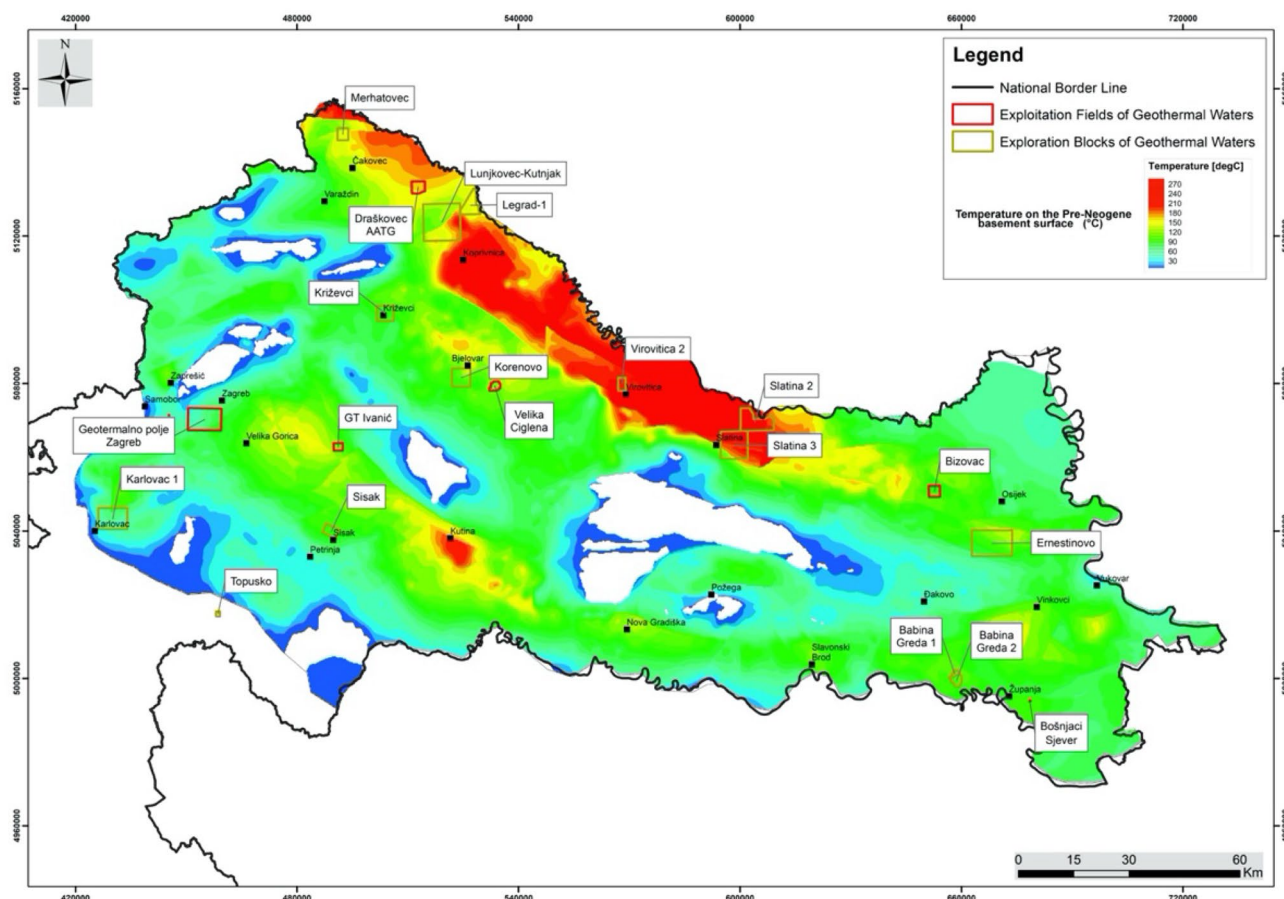 420000 480000 540000 600000 660000 720000
N
Legend
National Border Line
Exploitation Fields of Geothermal Waters
Exploration Blocks of Geothermal Waters
Temperature [degC]
Temperature on the Pre-Neogene
basement surface (°C)
270
240
210
180
150
120
90
60
30
5160000
5120000
5080000
5040000
5000000
4960000
Merhatovec
Čakovec
Lunjkovec-Kutnjak
Varaždin
Legrad-1
Draškovec
AATG
Koprivnica
Križevci
Križevci
Virovitica 2
Bjelovar
Korenovo
Zaprešić
Virovitica
Slatina 2
Samobor
Zagreb
Velika
Ciglena
GT Ivanić
Geotermalno polje
Zagreb
Velika Gorica
Slatina
Slatina 3
Bizovac
Karlovac 1
Sisak
Osijek
Karlovac
Sisak
Kutina
Ernestinovo
Petrinja
Topusko
Požega
Vukovar
Đakovo
Vinkovci
Nova Gradiška
Babina
Greda 1
Babina
Greda 2
Slavonski
Brod
Županja
Bošnjaci
Sjever
0 15 30 60
Km
420000 480000 540000 600000 660000 720000